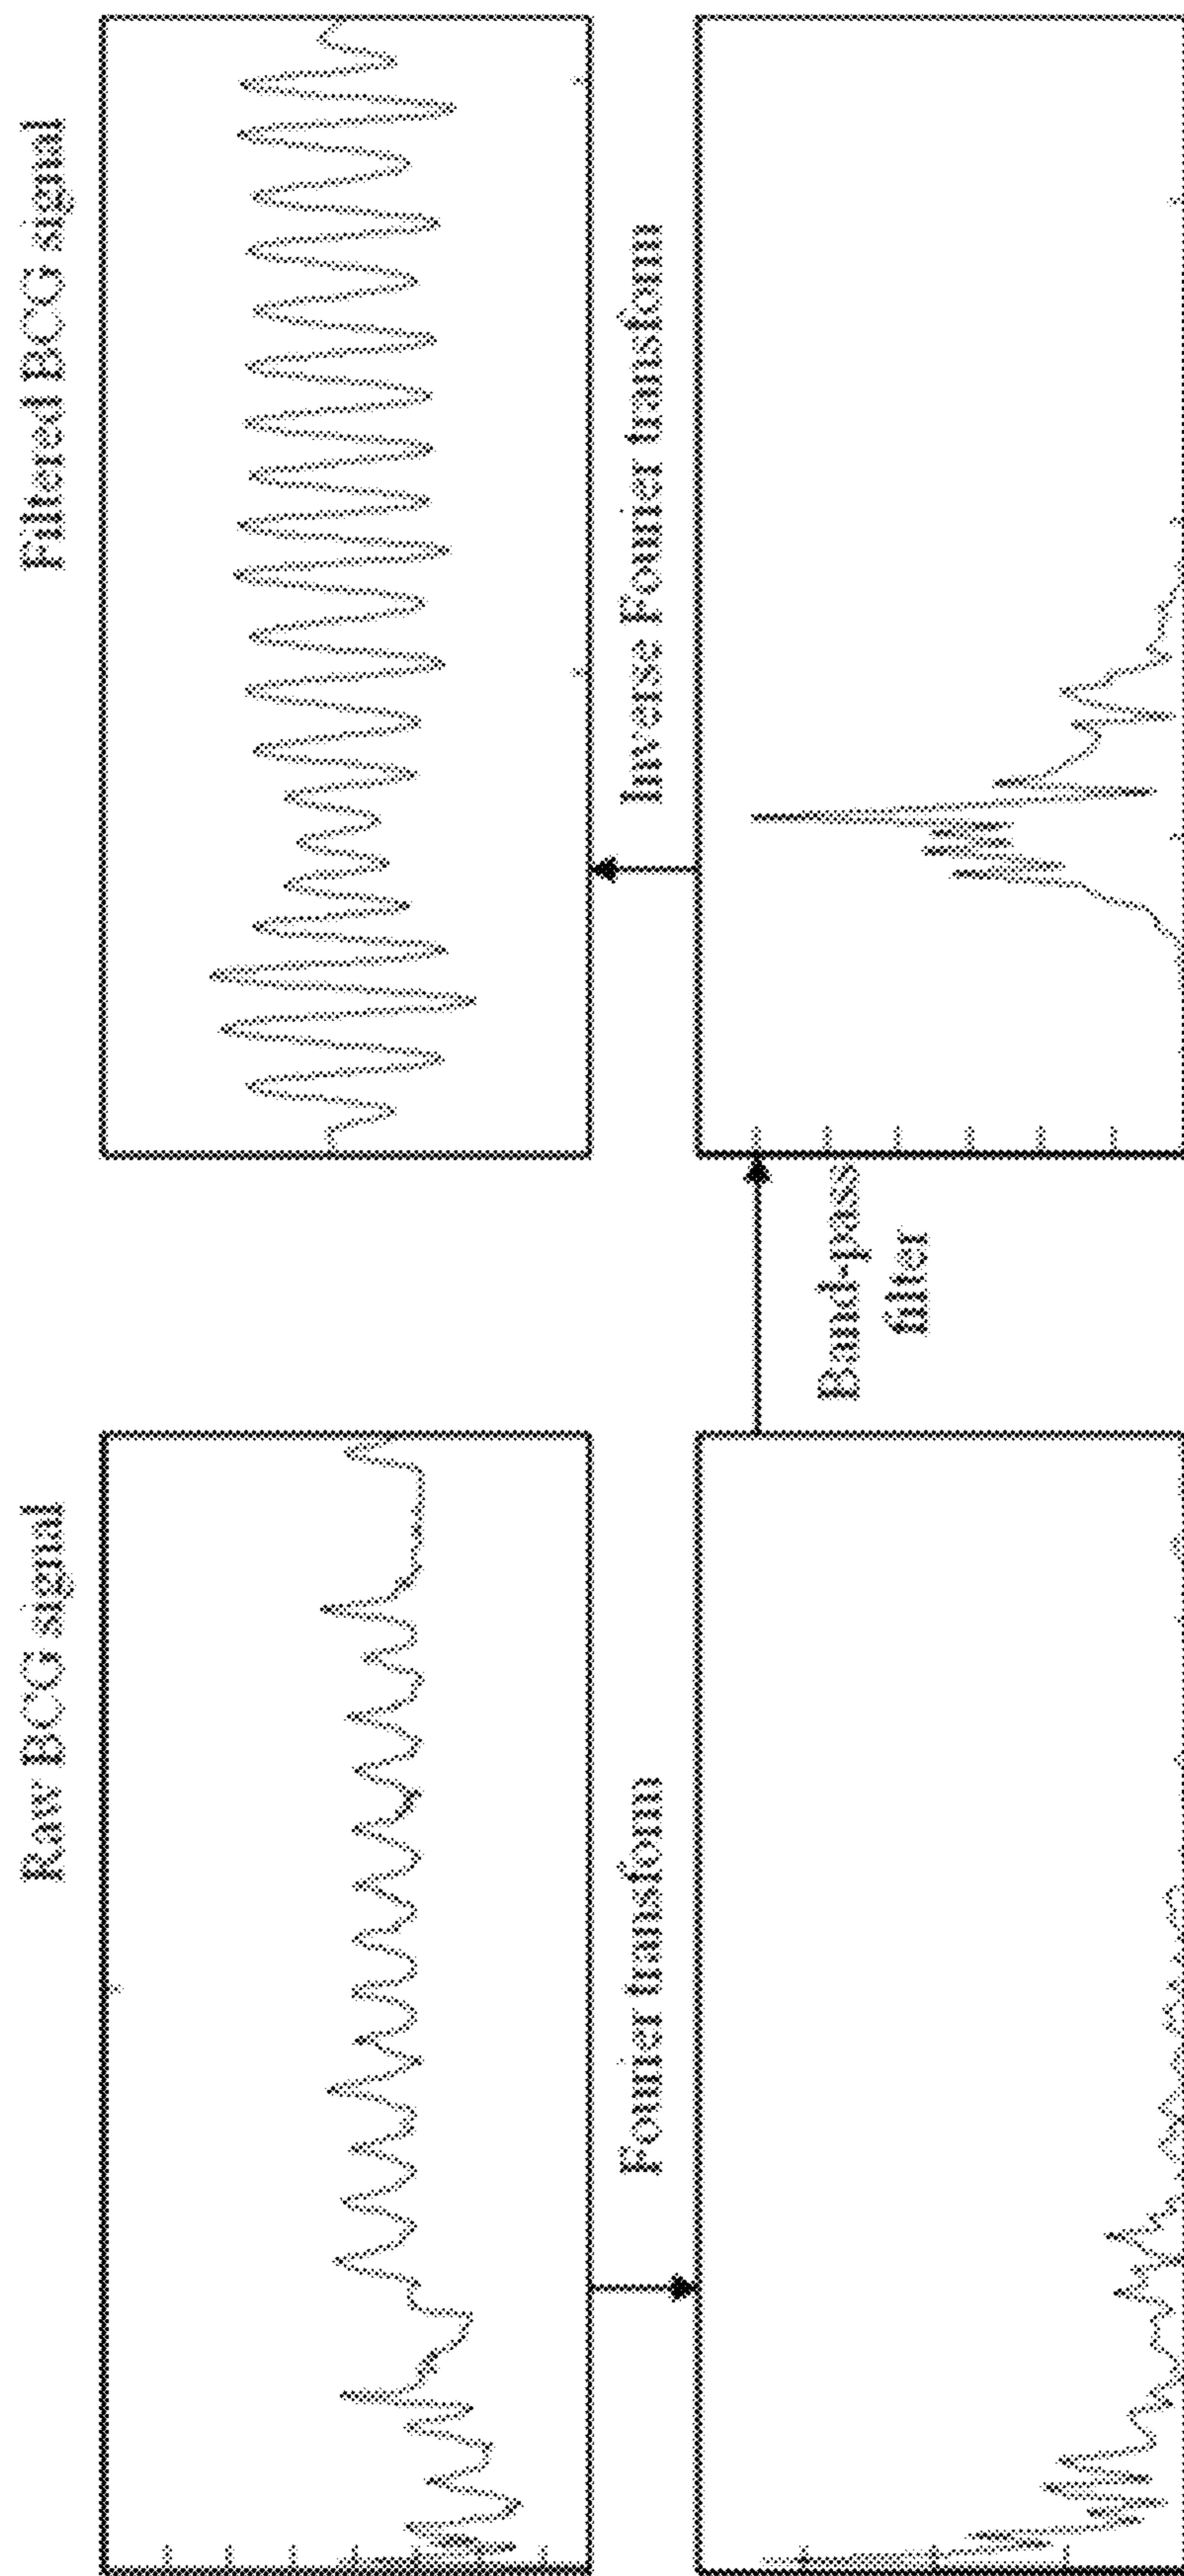 Raw BCG signal
Filtered BCG signal
Fourier transform
Inverse Fourier transform
Band-pass
filter